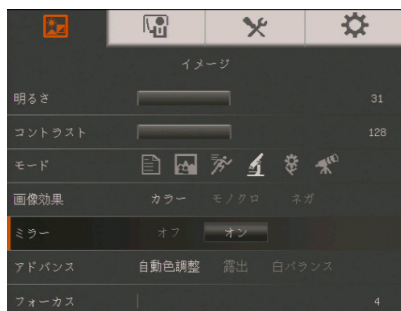 イメージ
明るさ 31
コントラスト 128
モード
画像効果 カラー モノクロ ネガ
ミラー オフ オン
アドバンス 自動色調整 露出 白バランス
フォーカス 4